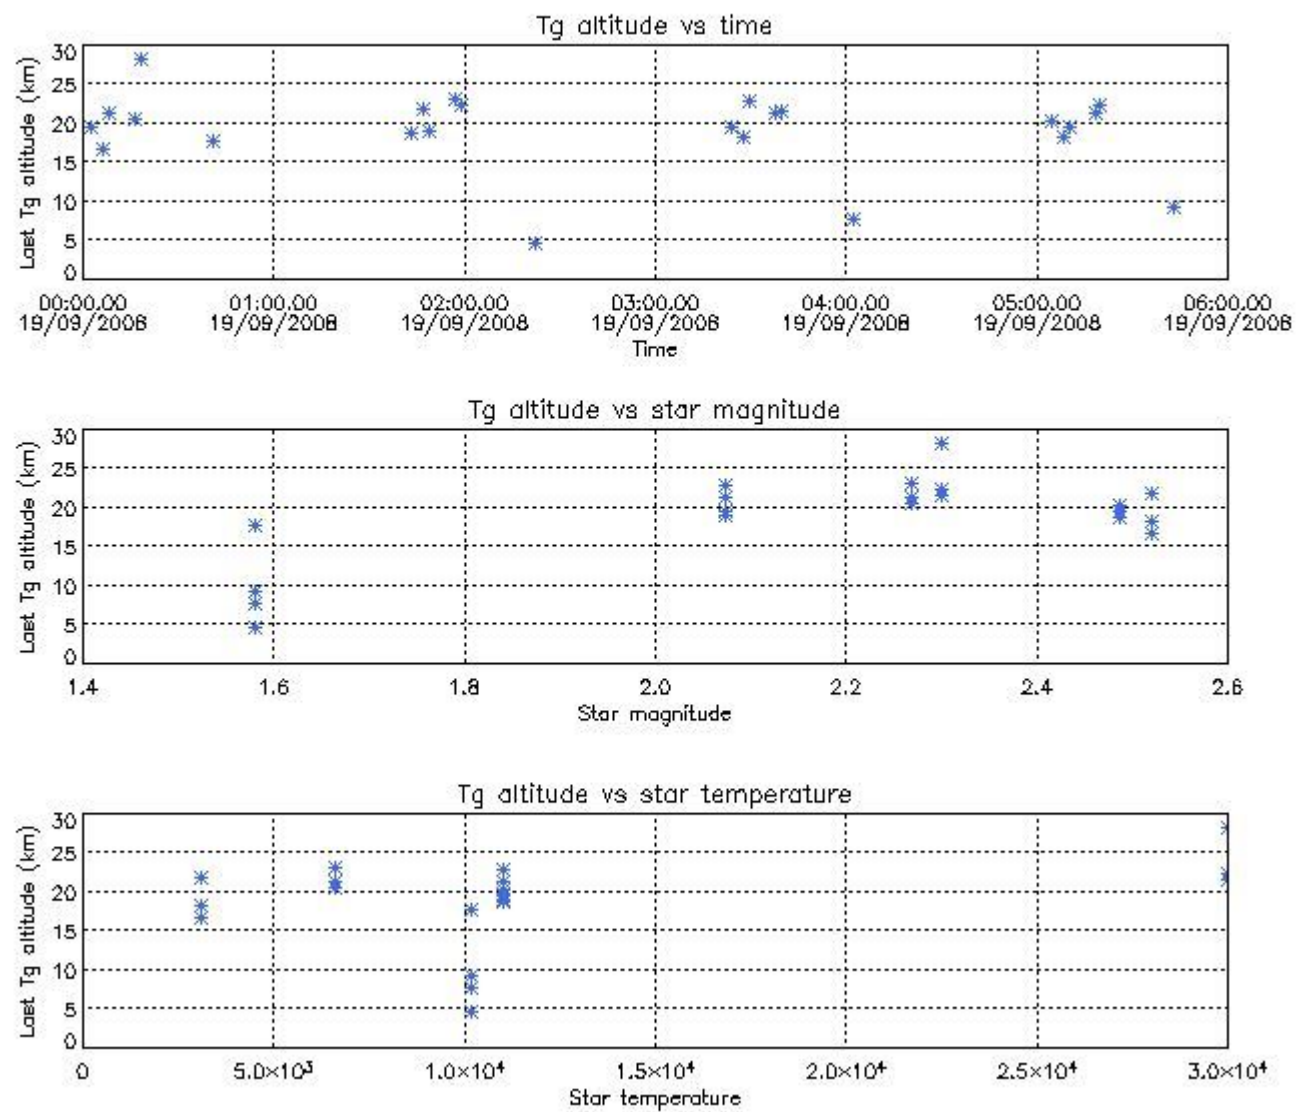 Tg altitude vs time
Last Tg altitude (km)
30
25
20
15
10
5
0
00:00.00 01:00.00 02:00.00 03:00.00 04:00.00 05:00.00 06:00.00
19/09/2008 19/09/2008 19/09/2008 19/09/2008 19/09/2008 19/09/2008 19/09/2008
Time
Tg altitude vs star magnitude
Last Tg altitude (km)
30
25
20
15
10
5
0
1.4 1.6 1.8 2.0 2.2 2.4 2.6
Star magnitude
Tg altitude vs star temperature
Last Tg altitude (km)
30
25
20
15
10
5
0
0 5.0×10³ 1.0×10⁴ 1.5×10⁴ 2.0×10⁴ 2.5×10⁴ 3.0×10⁴
Star temperature